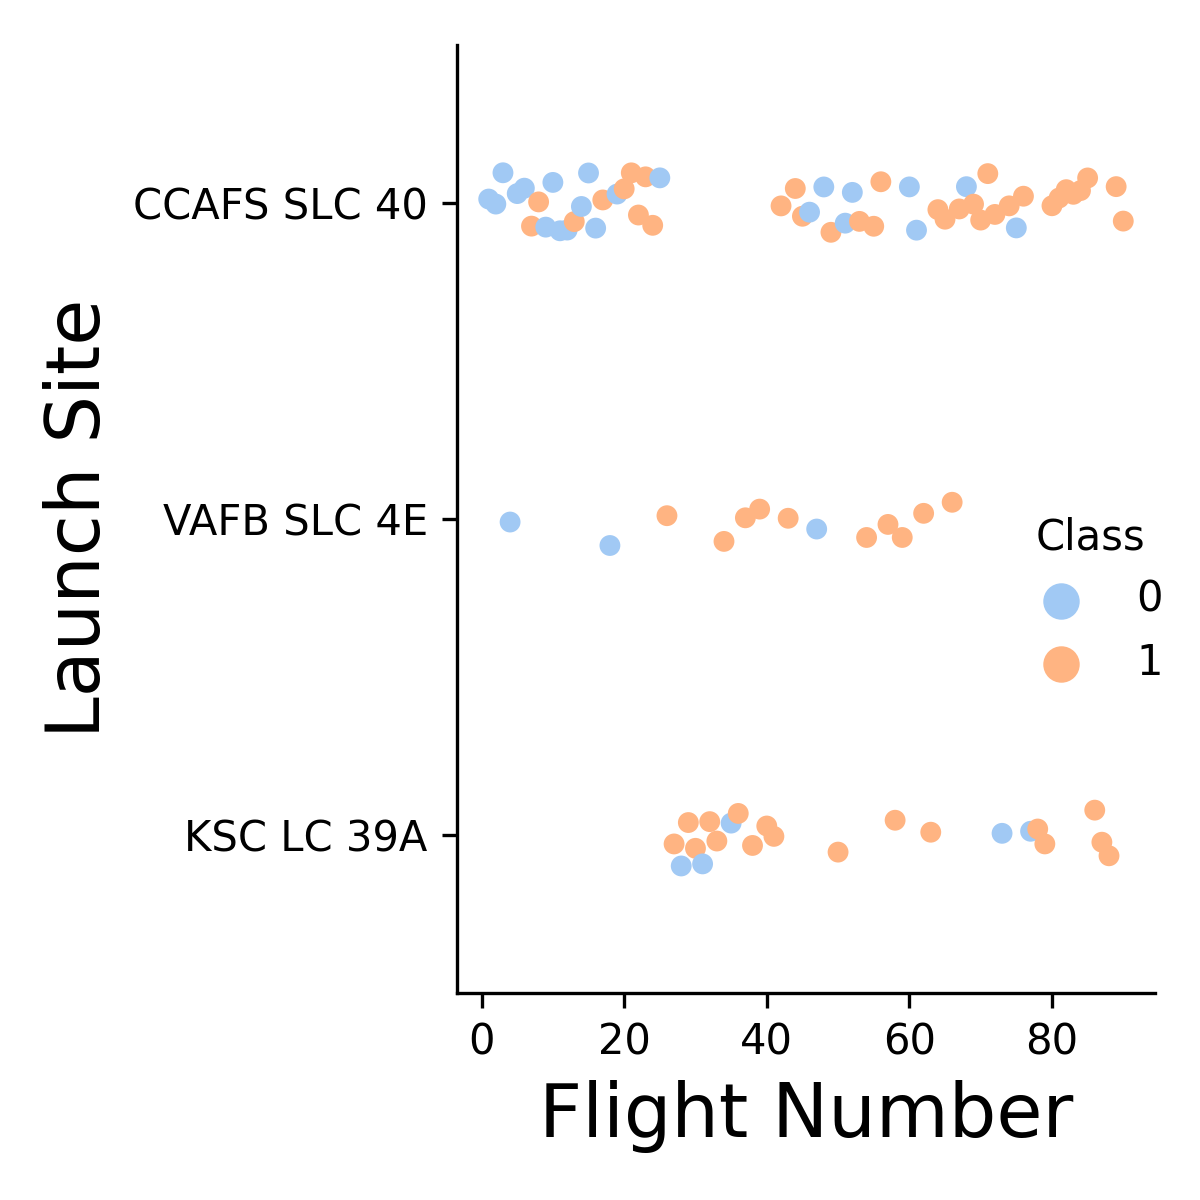 Launch Site
CCAFS SLC 40
VAFB SLC 4E
KSC LC 39A
Class
0
1
0 20 40 60 80
Flight Number